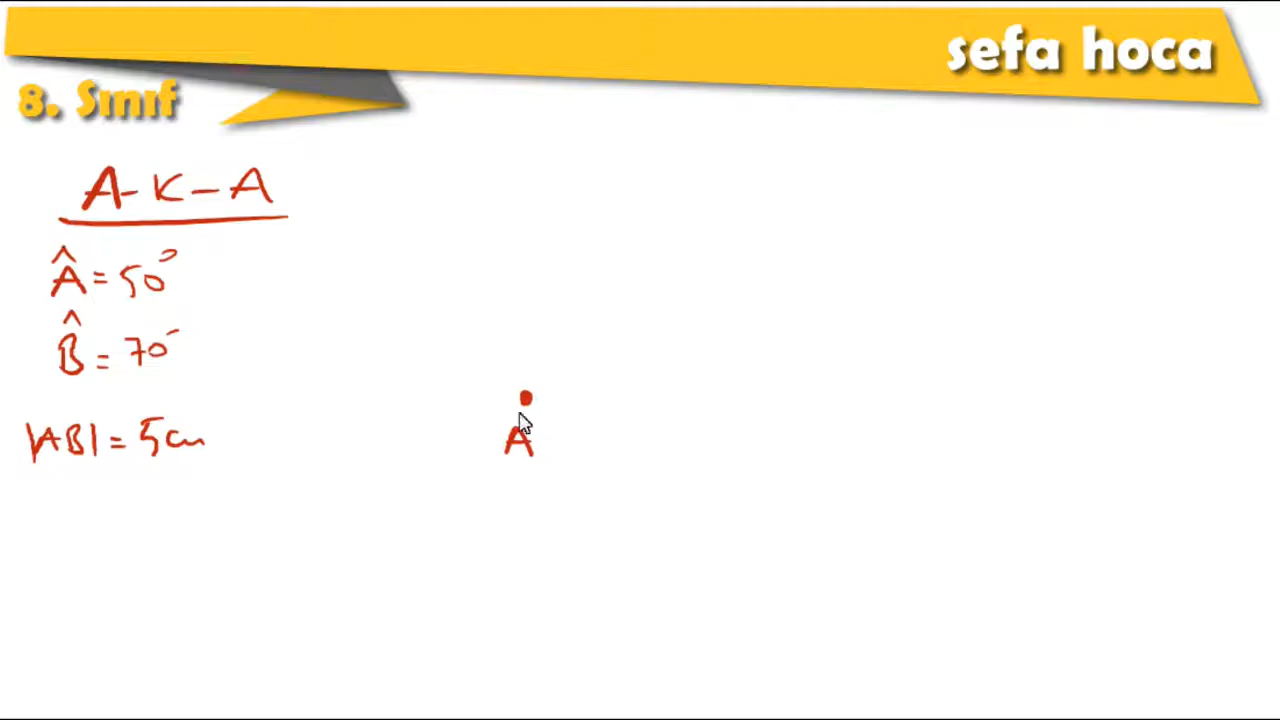 sefa hoca
8. Sınıf
A-K-A
Â=50°
B̂=70°
|AB|=5cm
A